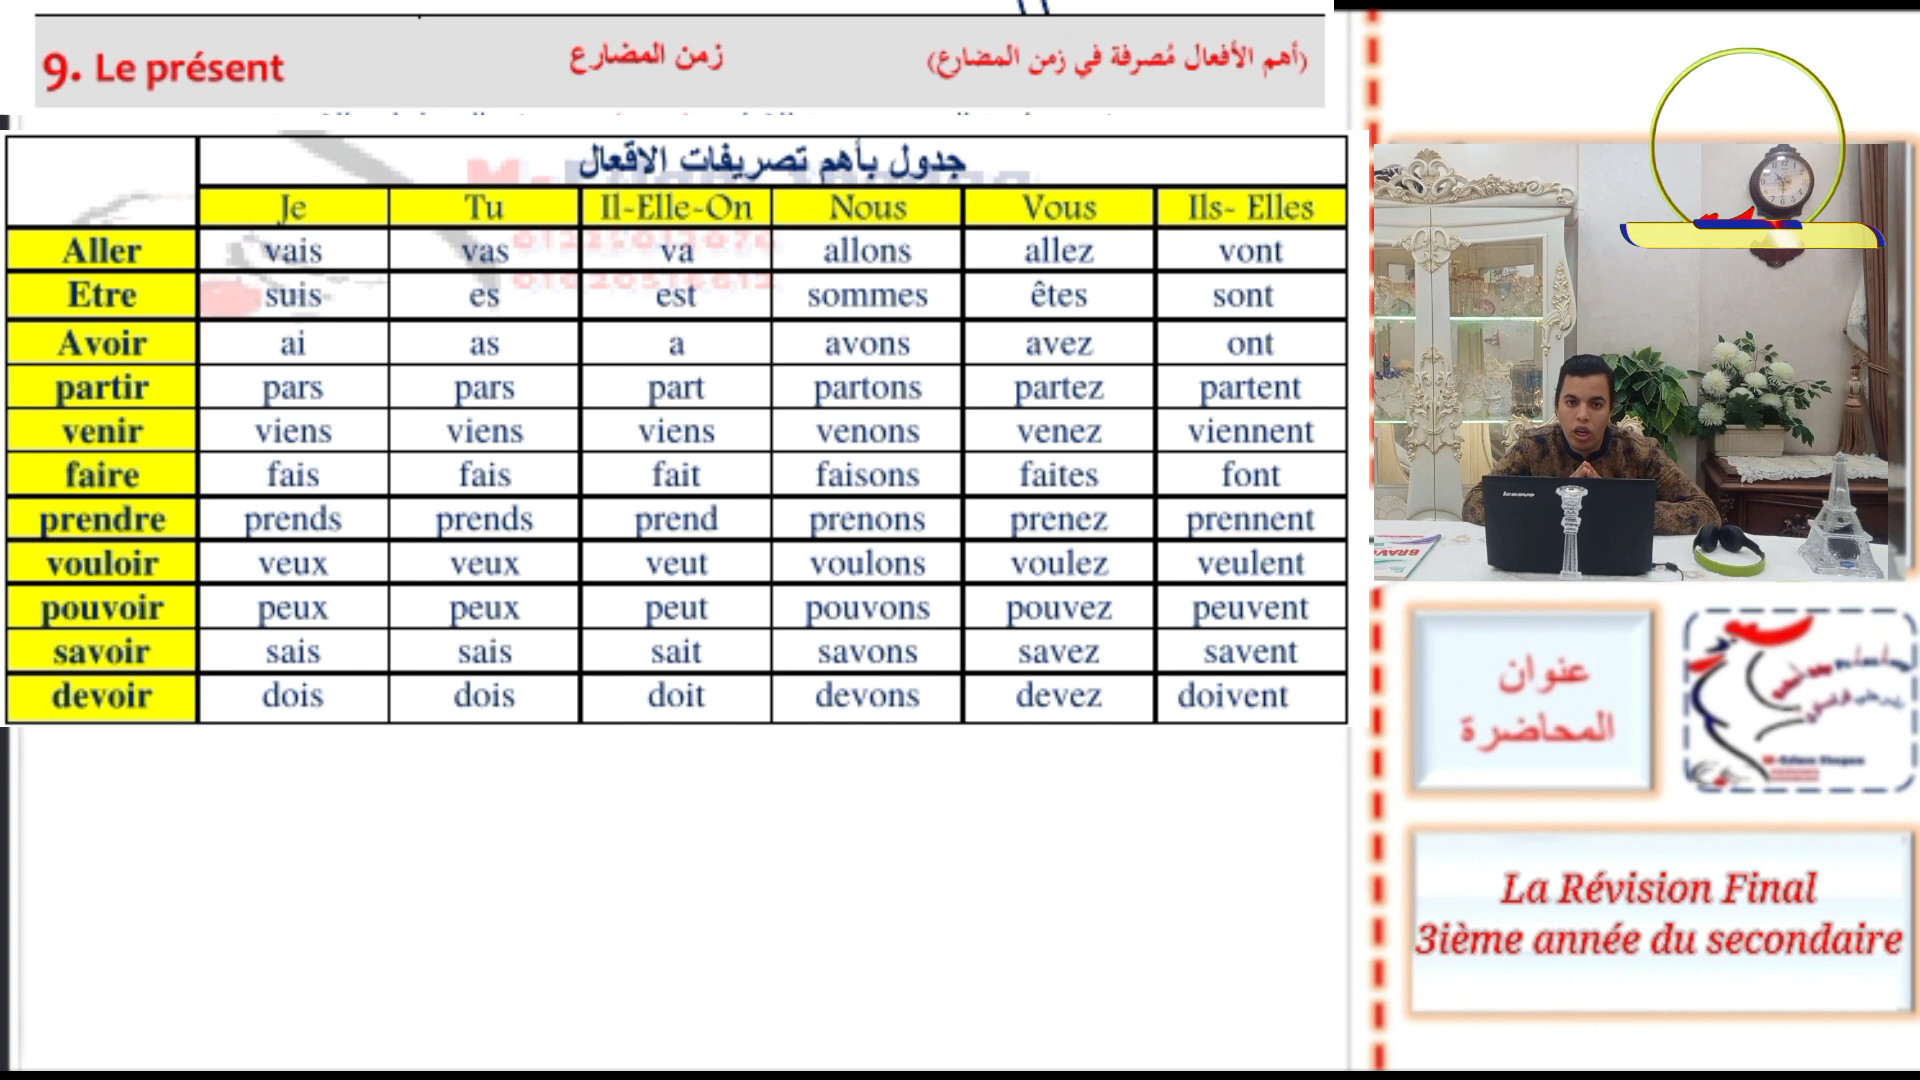 9. Le présent زمن المضارع (أهم الأفعال مُصرفة في زمن المضارع)
جدول بأهم تصريفات الافعال
Je Tu Il-Elle-On Nous Vous Ils- Elles
Aller vais vas va allons allez vont
Etre suis es est sommes êtes sont
Avoir ai as a avons avez ont
partir pars pars part partons partez partent
venir viens viens viens venons venez viennent
faire fais fais fait faisons faites font
prendre prends prends prend prenons prenez prennent
vouloir veux veux veut voulons voulez veulent
pouvoir peux peux peut pouvons pouvez peuvent
savoir sais sais sait savons savez savent
devoir dois dois doit devons devez doivent
lenovo
عنوان
المحاضرة
La Révision Final
3ième année du secondaire